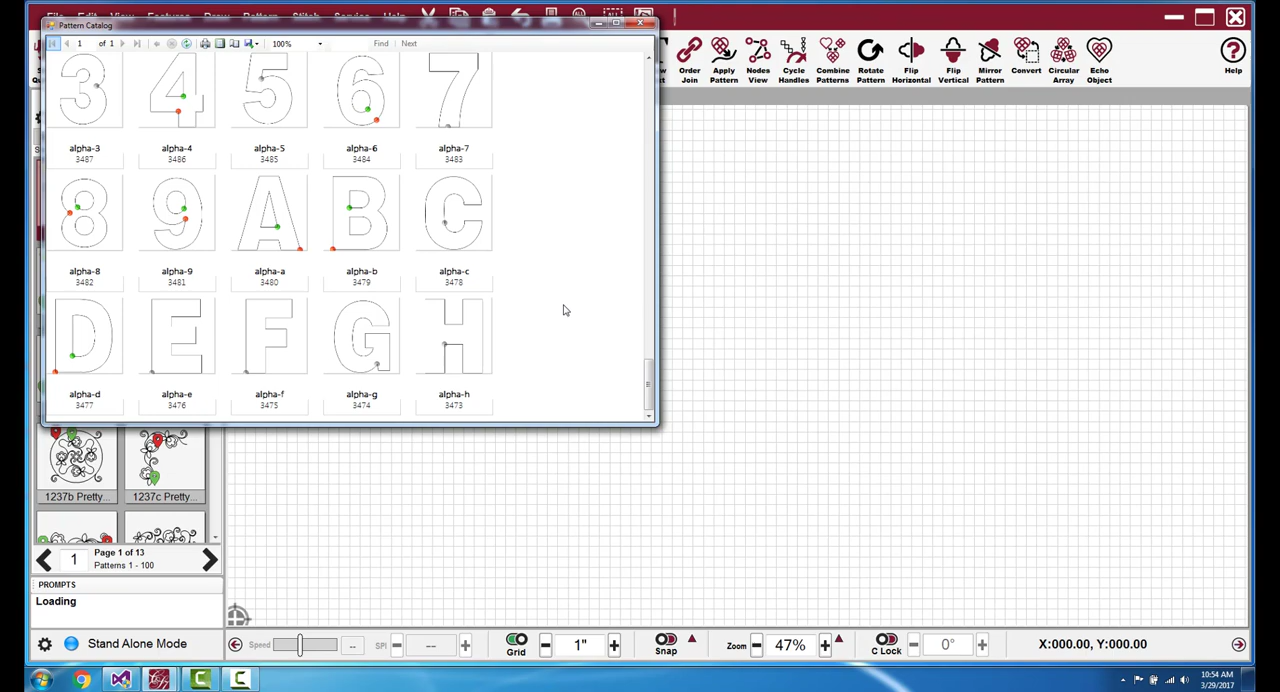 Pattern Catalog
1 of 1 100% Find Next
alpha-3 alpha-4 alpha-5 alpha-6 alpha-7
3487 3486 3485 3484 3483
alpha-8 alpha-9 alpha-a alpha-b alpha-c
3482 3481 3480 3479 3478
alpha-d alpha-e alpha-f alpha-g alpha-h
3477 3476 3475 3474 3473
Order Join Apply Pattern Nodes View Cycle Handles Combine Patterns Rotate Pattern Flip Horizontal Flip Vertical Mirror Pattern Convert Circular Array Echo Object Help
1237b Pretty... 1237c Pretty...
1 Page 1 of 13
Patterns 1 - 100
PROMPTS
Loading
Stand Alone Mode Speed -- SPI -- Grid 1" Snap Zoom 47% C Lock 0° X:000.00, Y:000.00
10:54 AM
3/29/2017